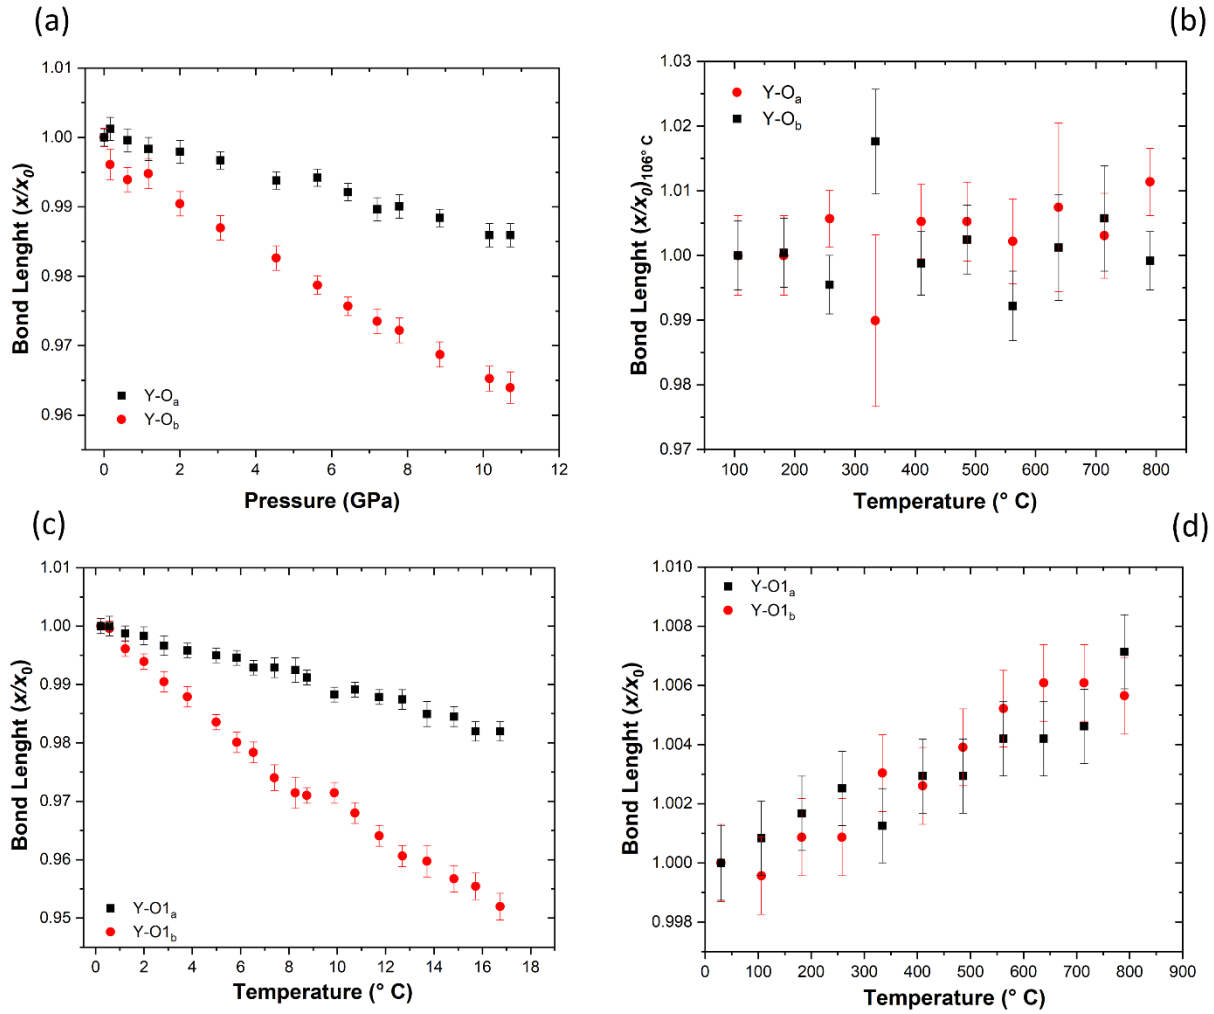 (a)
1.01
1.00
0.99
0.98
0.97
0.96
Bond Lenght (x/x₀)
Y-Oₐ
Y-O_b
0 2 4 6 8 10 12
Pressure (GPa)
(b)
1.03
1.02
1.01
1.00
0.99
0.98
0.97
Bond Lenght (x/x₀)₁₀₆° C
Y-Oₐ
Y-O_b
100 200 300 400 500 600 700 800
Temperature (° C)
(c)
1.01
1.00
0.99
0.98
0.97
0.96
0.95
Bond Lenght (x/x₀)
Y-O1ₐ
Y-O1_b
0 2 4 6 8 10 12 14 16 18
Temperature (° C)
(d)
1.010
1.008
1.006
1.004
1.002
1.000
0.998
Bond Lenght (x/x₀)
Y-O1ₐ
Y-O1_b
0 100 200 300 400 500 600 700 800 900
Temperature (° C)